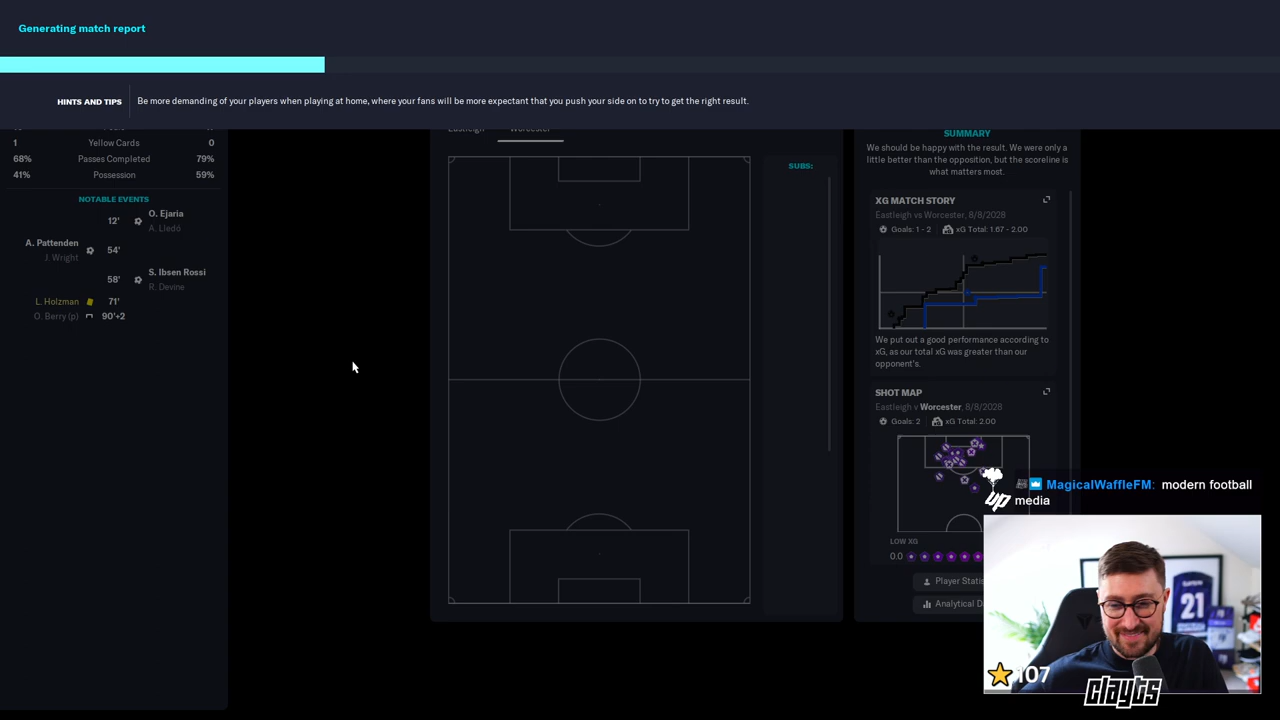 Generating match report
HINTS AND TIPS
Be more demanding of your players when playing at home, where your fans will be more expectant that you push your side on to try to get the right result.
1 Yellow Cards 0
68% Passes Completed 79%
41% Possession 59%
NOTABLE EVENTS
12' O. Ejaria
A. Lledó
A. Pattenden 54'
J. Wright
58' S. Ibsen Rossi
R. Devine
L. Holzman 71'
O. Berry (p) 90'+2
Eastleigh Worcester
SUBS:
SUMMARY
We should be happy with the result. We were only a
little better than the opposition, but the scoreline is
what matters most.
XG MATCH STORY
Eastleigh vs Worcester, 8/8/2028
Goals: 1 - 2 xG Total: 1.67 - 2.00
We put out a good performance according to
xG, as our total xG was greater than our
opponent's.
SHOT MAP
Eastleigh v Worcester, 8/8/2028
Goals: 2 xG Total: 2.00
LOW XG
0.0
Player Statis
Analytical D
UP
MagicalWaffleFM: modern football
media
21
107
clayts